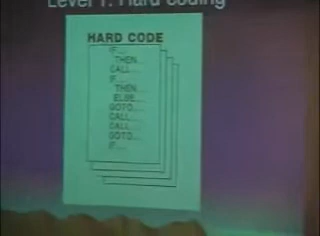 Level 1: Hard coding
HARD CODE
IF...
THEN...
CALL...
IF...
THEN...
ELSE...
GOTO...
CALL...
CALL...
GOTO...
IF...